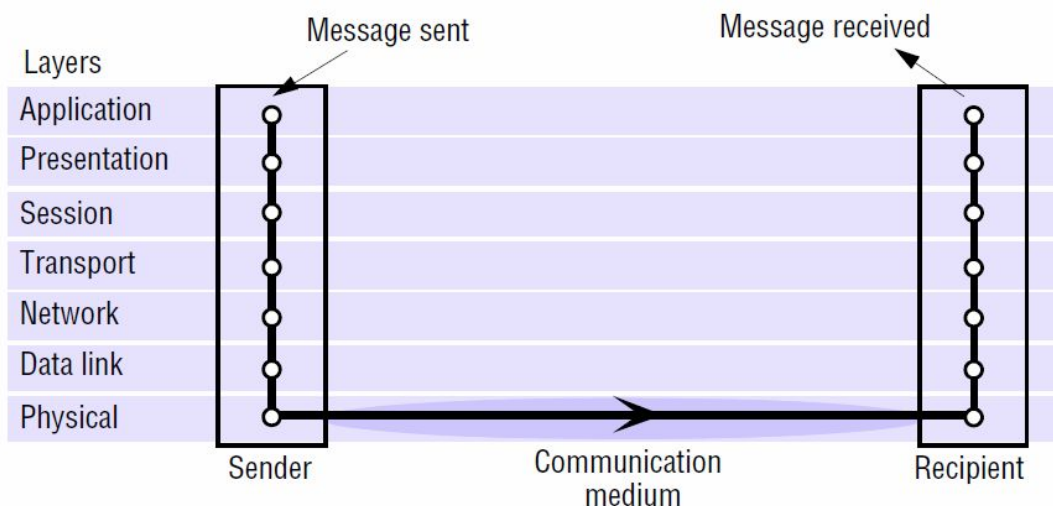 Message sent
Message received
Layers
Application
Presentation
Session
Transport
Network
Data link
Physical
Sender
Communication
medium
Recipient